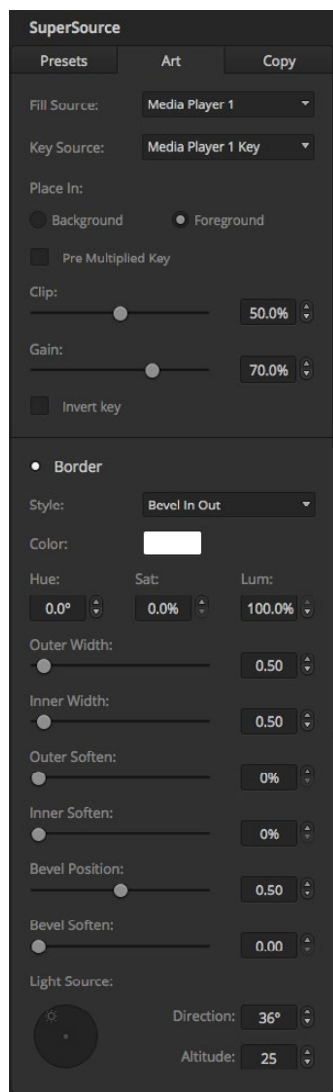 SuperSource
Presets Art Copy
Fill Source: Media Player 1
Key Source: Media Player 1 Key
Place In:
Background Foreground
Pre Multiplied Key
Clip:
50.0%
Gain:
70.0%
Invert key
Border
Style: Bevel In Out
Color:
Hue: Sat: Lum:
0.0° 0.0% 100.0%
Outer Width:
0.50
Inner Width:
0.50
Outer Soften:
0%
Inner Soften:
0%
Bevel Position:
0.50
Bevel Soften:
0.00
Light Source:
Direction: 36°
Altitude: 25